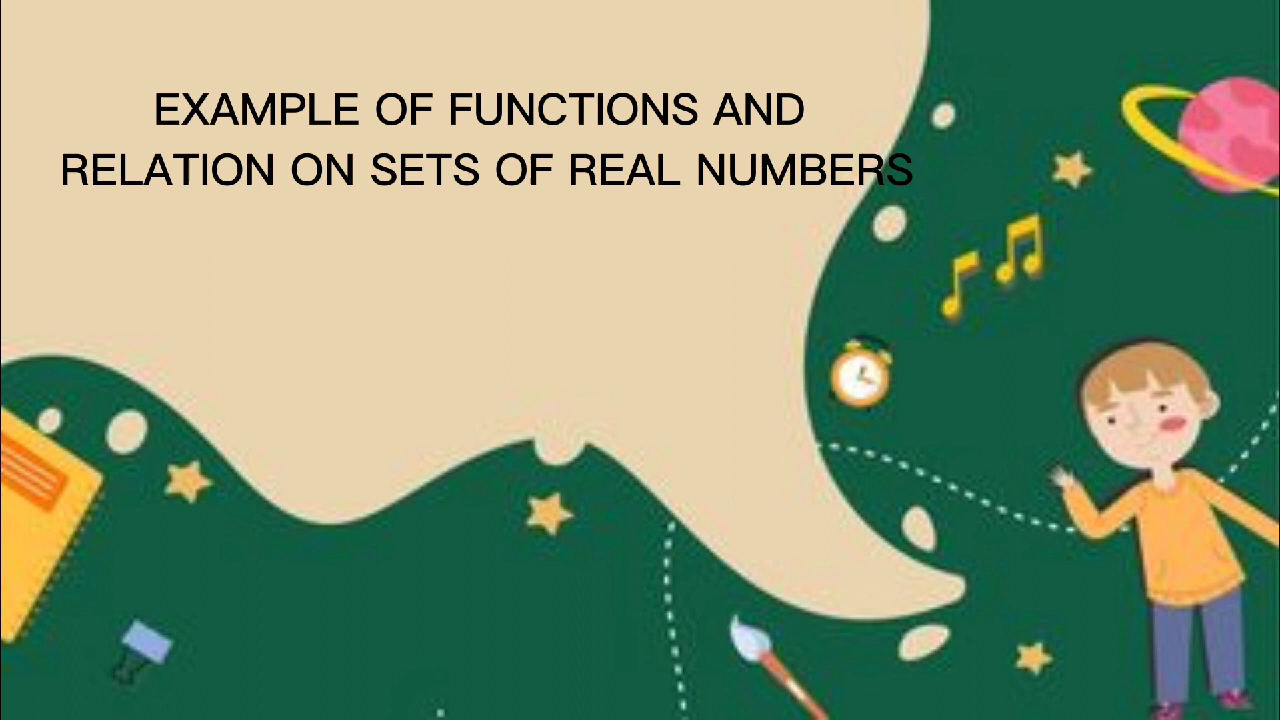 EXAMPLE OF FUNCTIONS AND
RELATION ON SETS OF REAL NUMBERS